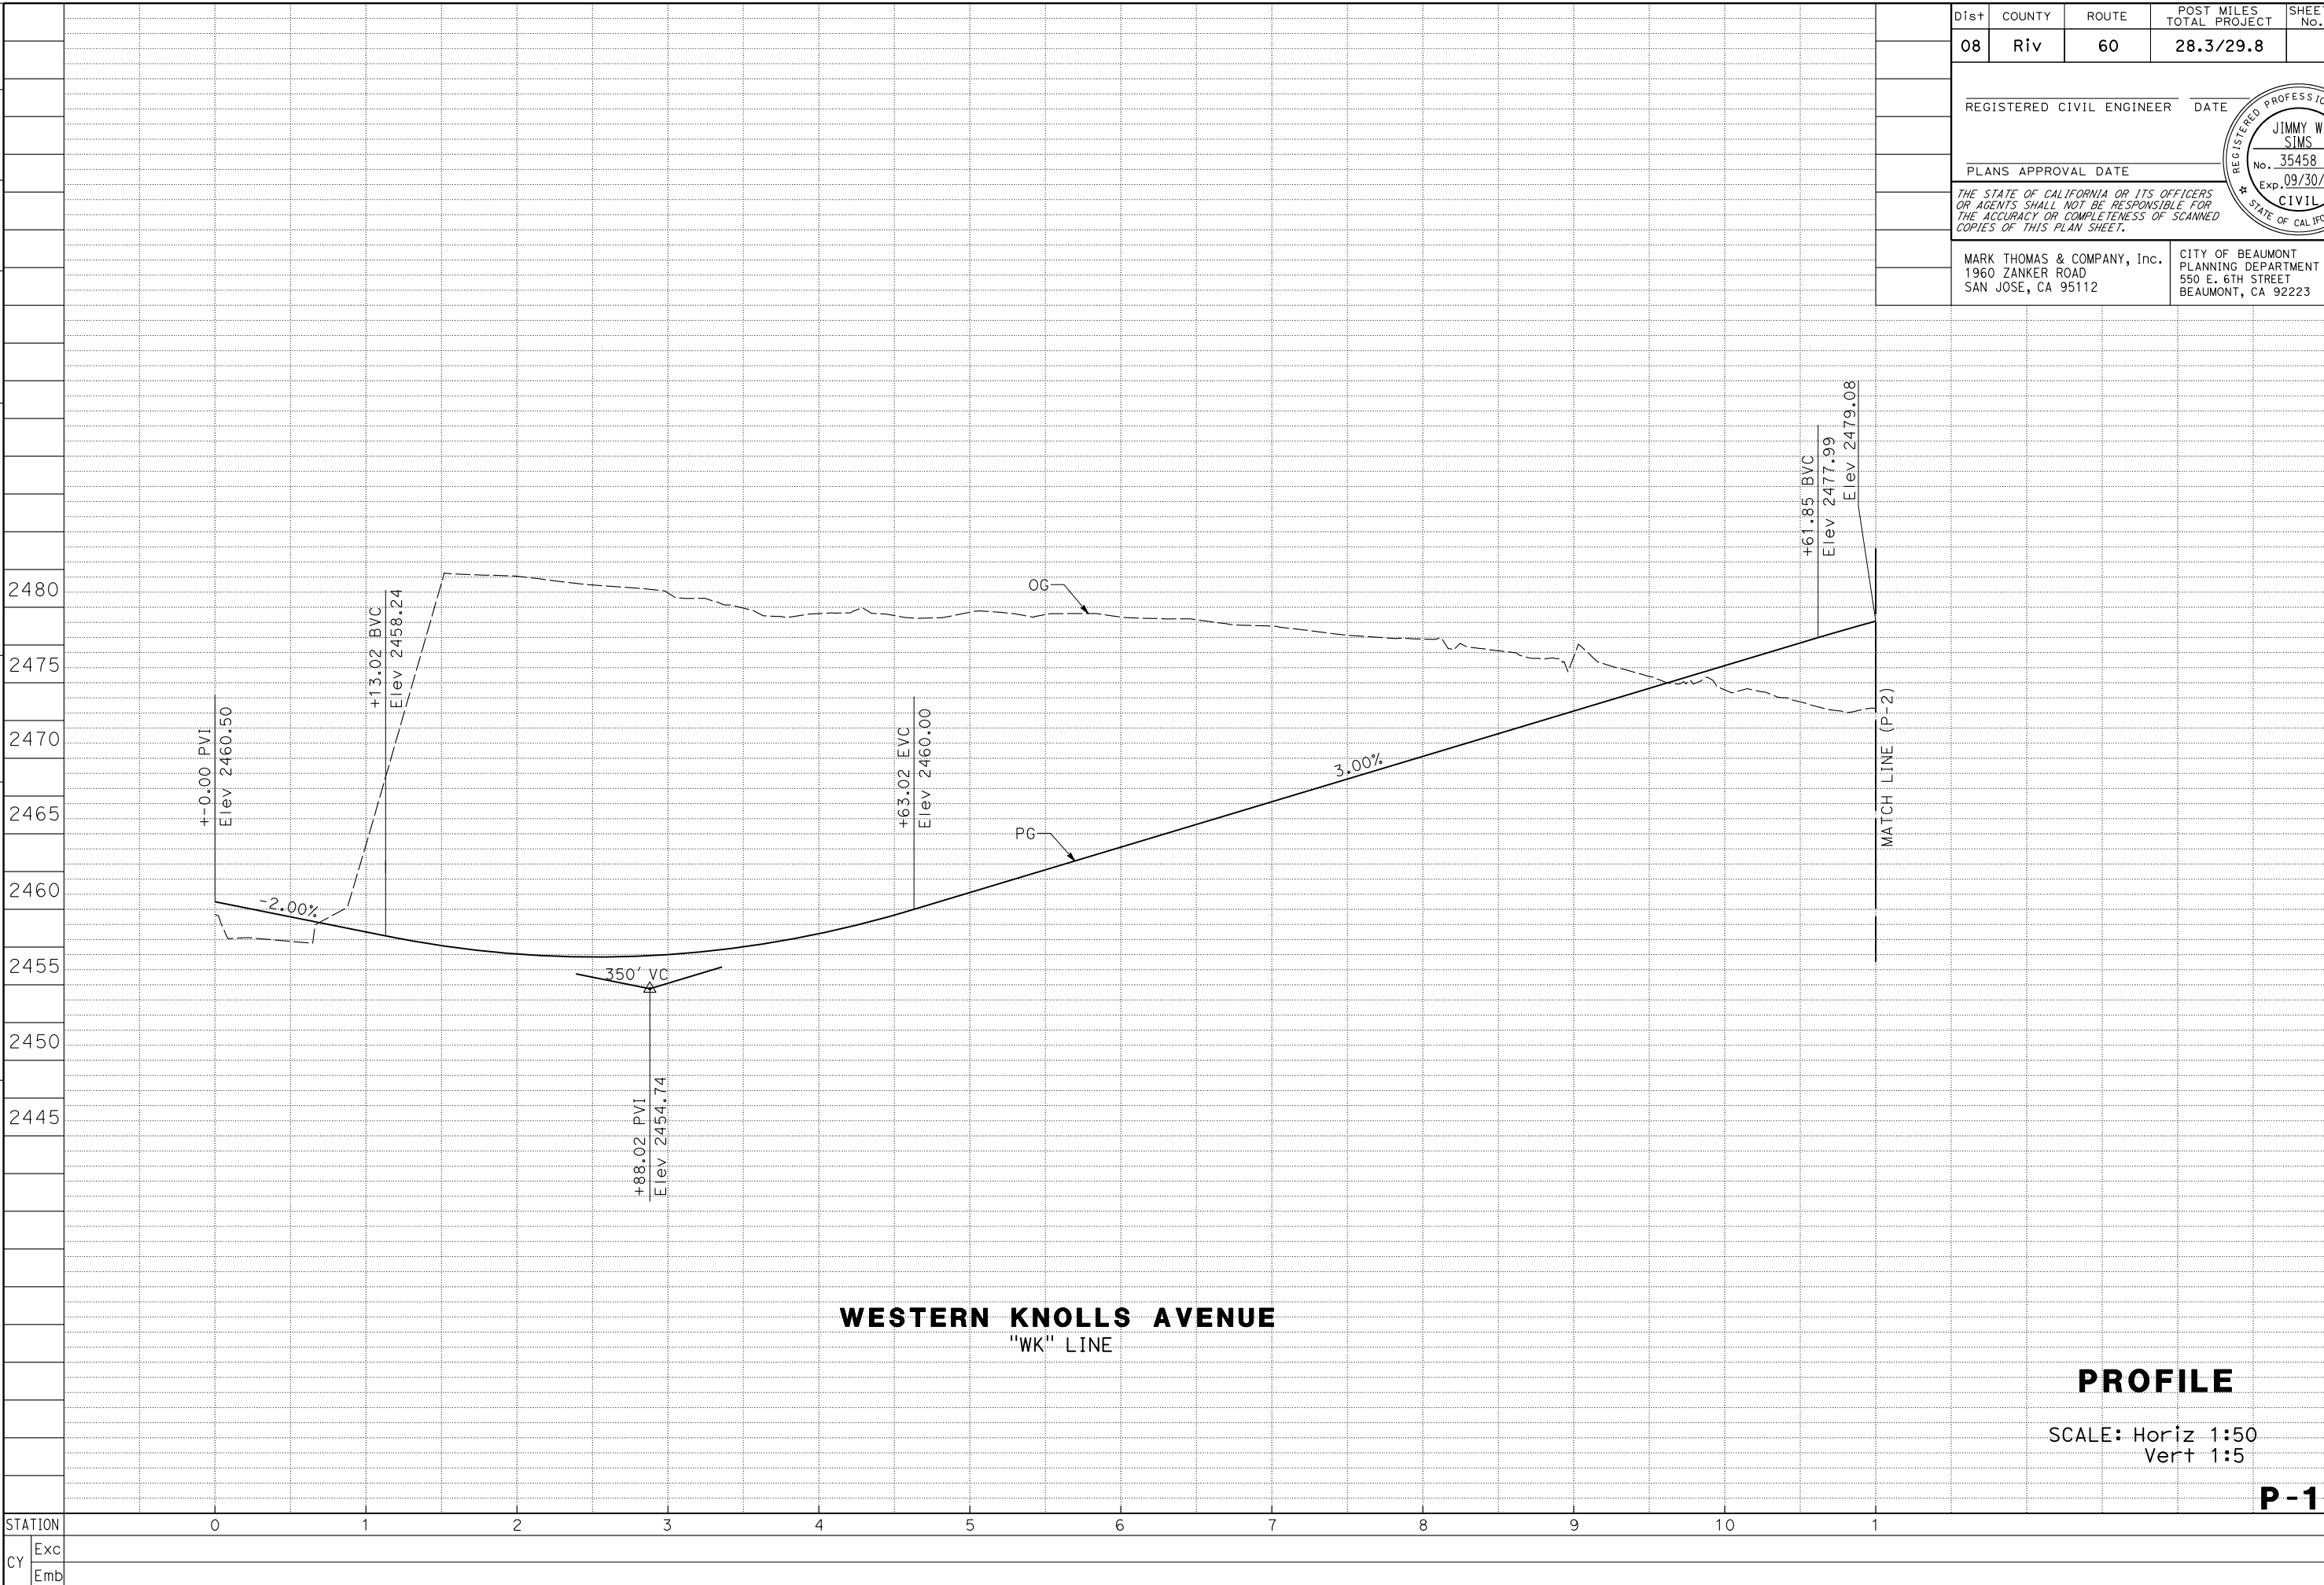 Dist COUNTY ROUTE POST MILES TOTAL PROJECT No.
08 Riv 60 28.3/29.8
REGISTERED CIVIL ENGINEER DATE
JIMMY W
SIMS
No. 35458
Exp. 09/30/
CIVIL
PLANS APPROVAL DATE
THE STATE OF CALIFORNIA OR ITS OFFICERS
OR AGENTS SHALL NOT BE RESPONSIBLE FOR
THE ACCURACY OR COMPLETENESS OF SCANNED
COPIES OF THIS PLAN SHEET.
MARK THOMAS & COMPANY, Inc.
1960 ZANKER ROAD
SAN JOSE, CA 95112
CITY OF BEAUMONT
PLANNING DEPARTMENT
550 E. 6TH STREET
BEAUMONT, CA 92223
2480
2475
2470
2465
2460
2455
2450
2445
+-0.00 PVI
Elev 2460.50
-2.00%
+13.02 BVC
Elev 2458.24
350' VC
+88.02 PVI
Elev 2454.74
+63.02 EVC
Elev 2460.00
OG
PG
3.00%
+61.85 BVC
Elev 2477.99
Elev 2479.08
MATCH LINE (P-2)
WESTERN KNOLLS AVENUE
"WK" LINE
PROFILE
SCALE: Horiz 1:50
Vert 1:5
P-1
STATION 0 1 2 3 4 5 6 7 8 9 10 1
CY
Exc
Emb